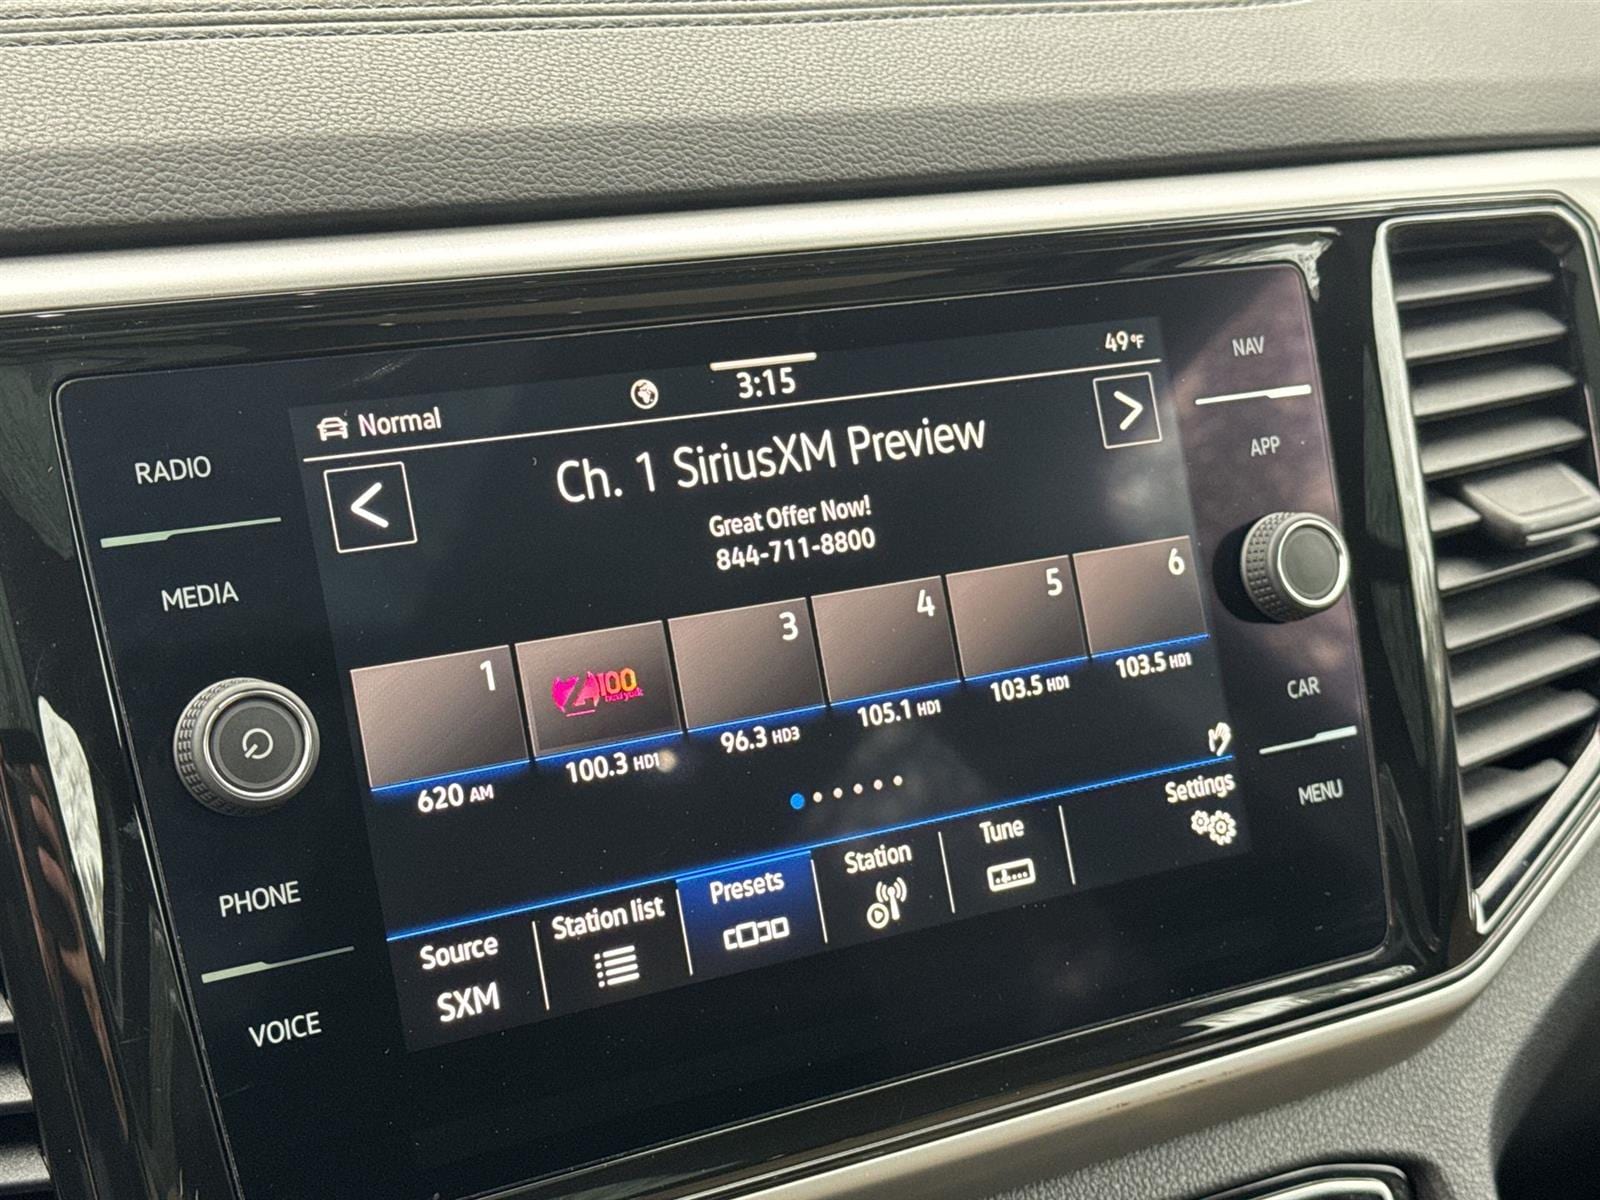 49°F
Normal
3:15
NAV
RADIO
Ch. 1 SiriusXM Preview
APP
Great Offer Now!
844-711-8800
MEDIA
1
Z100
3
4
5
6
620 AM
100.3 HD1
96.3 HD3
105.1 HD1
103.5 HD1
103.5 HD1
CAR
MENU
PHONE
VOICE
Source
SXM
Station list
Presets
Station
Tune
Settings